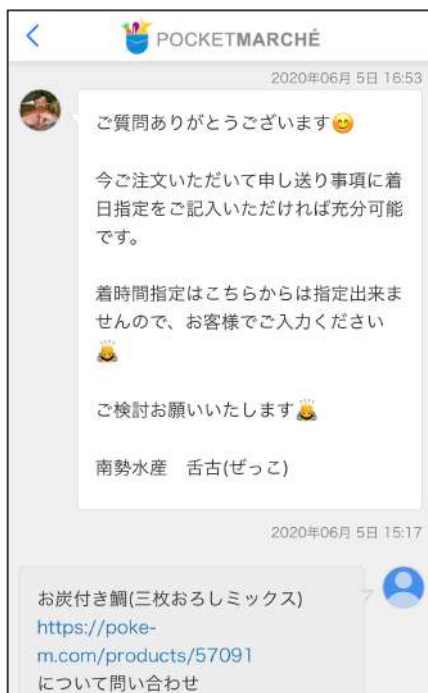 POCKETMARCHÉ
2020年06月 5日 16:53
ご質問ありがとうございます😊
今ご注文いただいて申し送り事項に着
日指定をご記入いただければ充分可能
です。
着時間指定はこちらからは指定出来ま
せんので、お客様でご入力ください
🙇
ご検討お願いいたします🙇
南勢水産　舌古(ぜっこ)
2020年06月 5日 15:17
お炭付き鯛(三枚おろしミックス)
https://poke-
m.com/products/57091
について問い合わせ